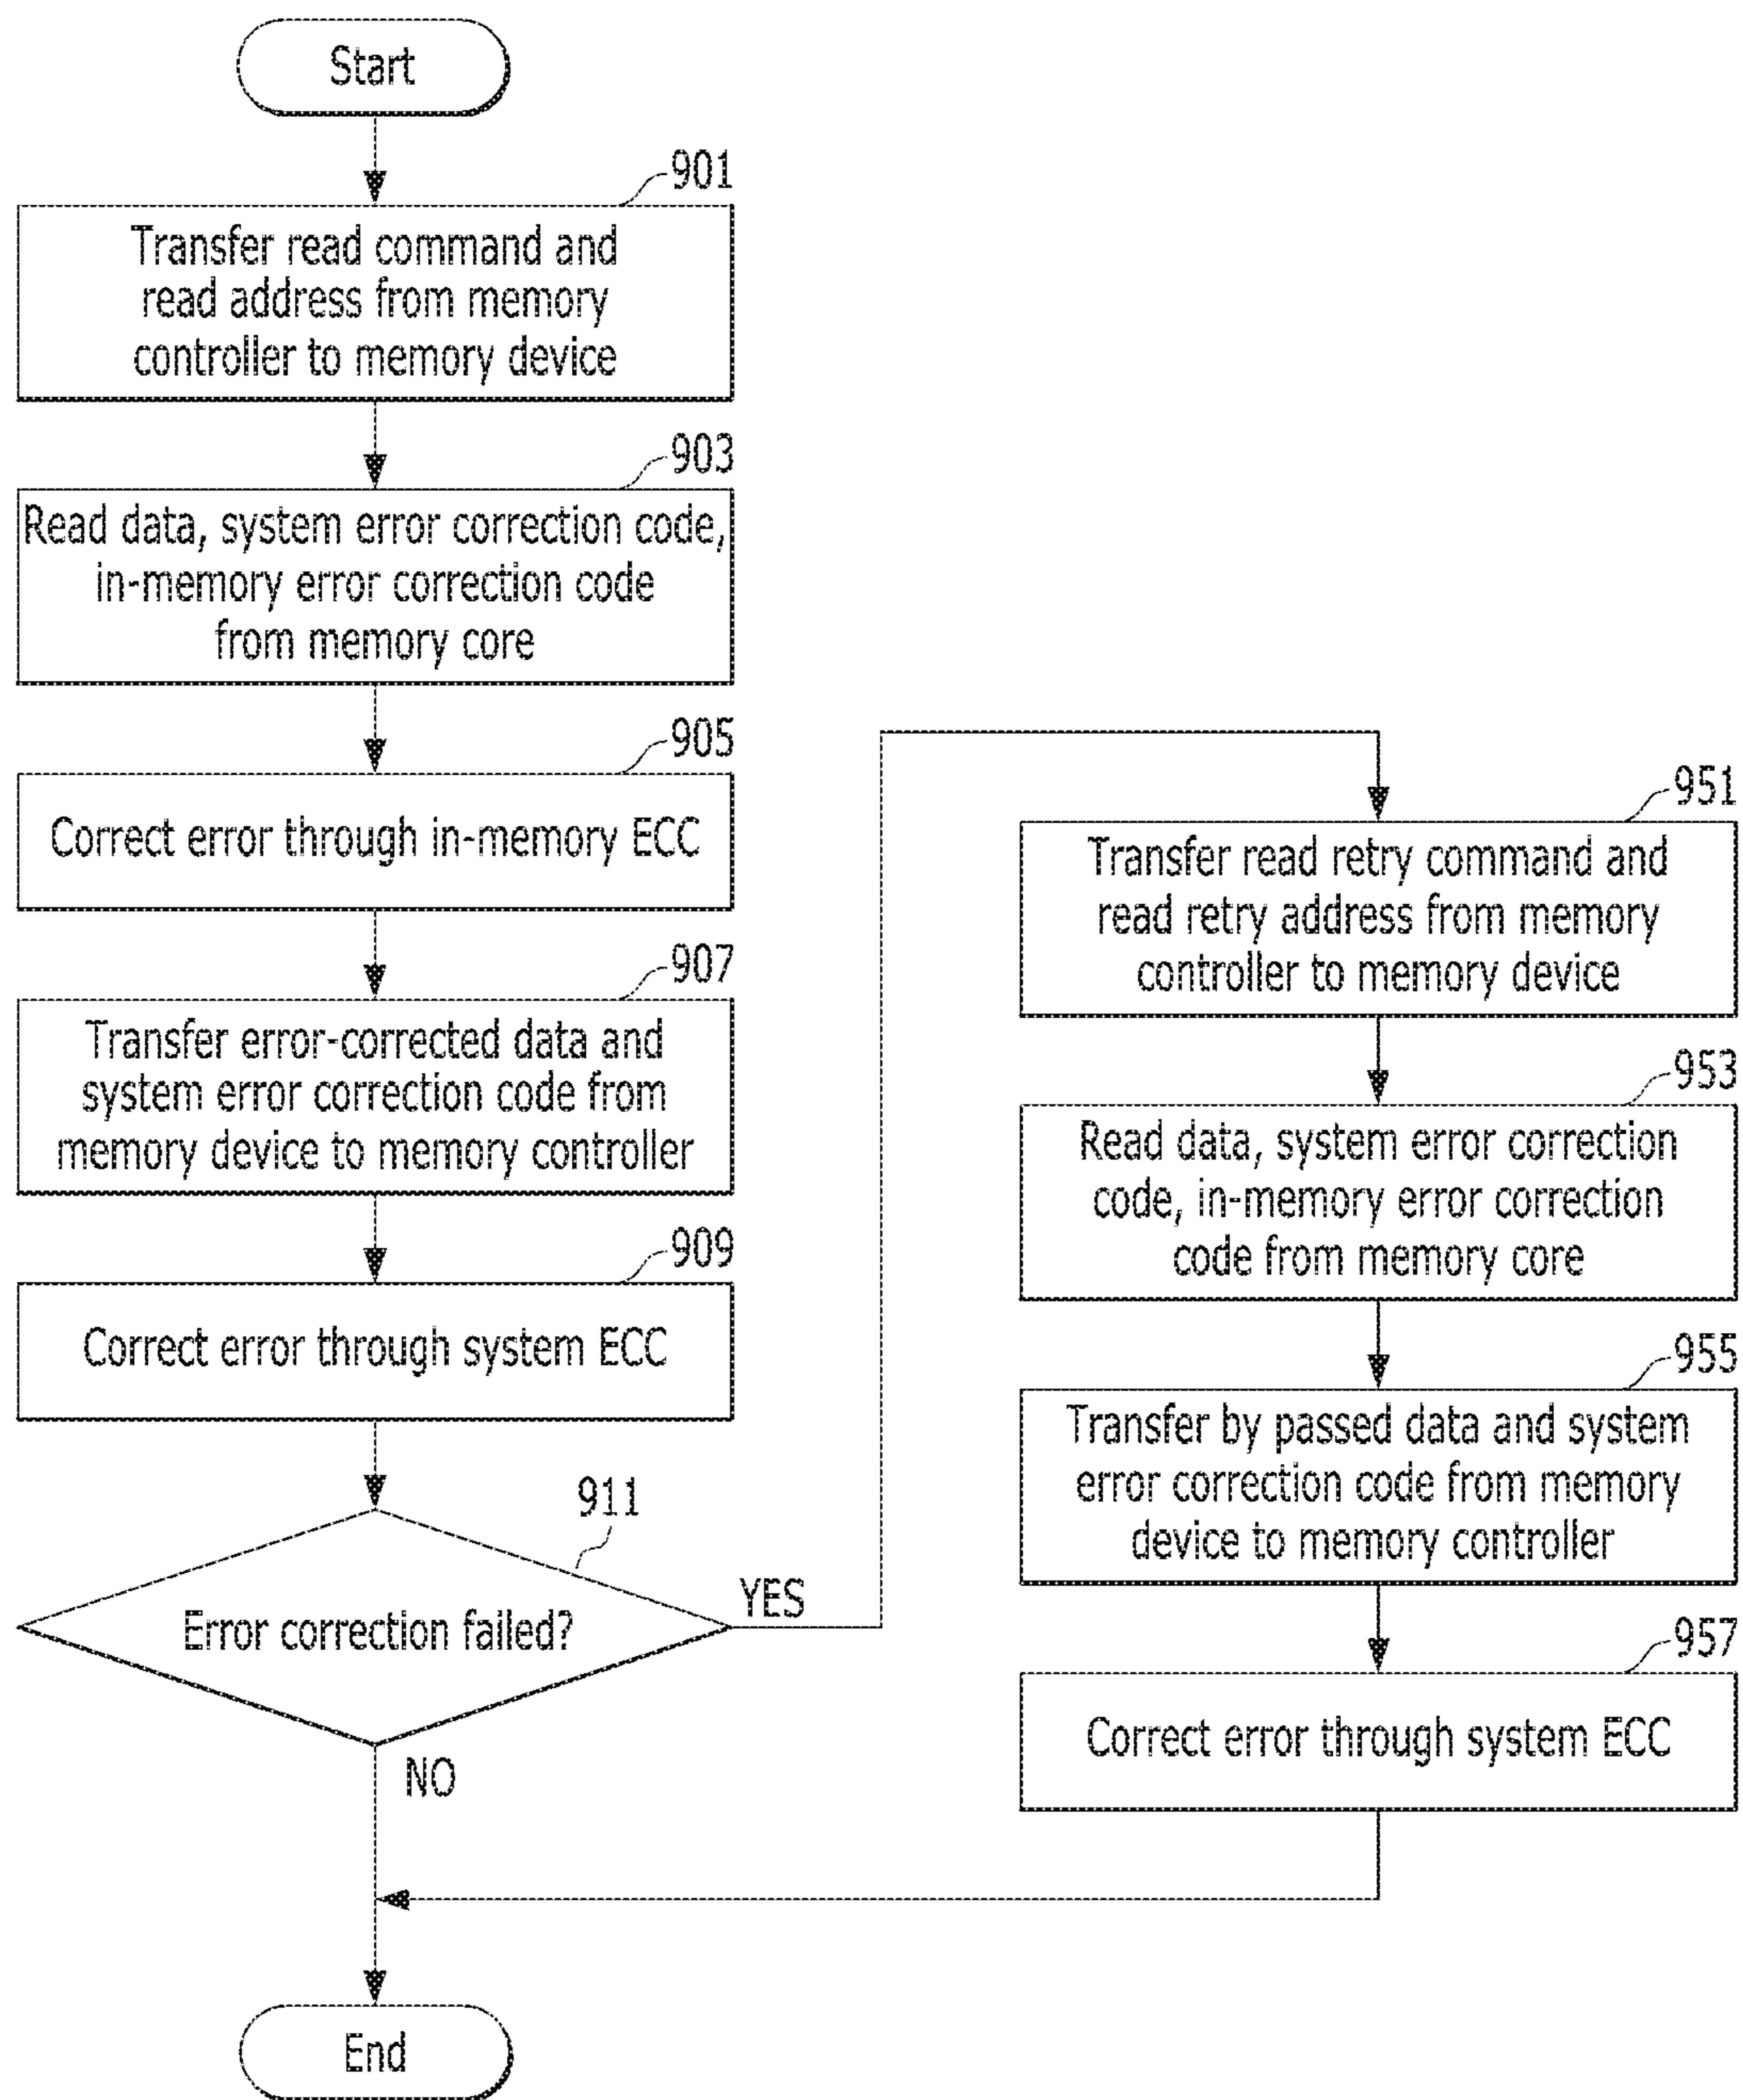 Start
901
Transfer read command and
read address from memory
controller to memory device
903
Read data, system error correction code,
in-memory error correction code
from memory core
905
Correct error through in-memory ECC
907
Transfer error-corrected data and
system error correction code from
memory device to memory controller
909
Correct error through system ECC
911
Error correction failed?
YES
NO
951
Transfer read retry command and
read retry address from memory
controller to memory device
953
Read data, system error correction
code, in-memory error correction
code from memory core
955
Transfer by passed data and system
error correction code from memory
device to memory controller
957
Correct error through system ECC
End